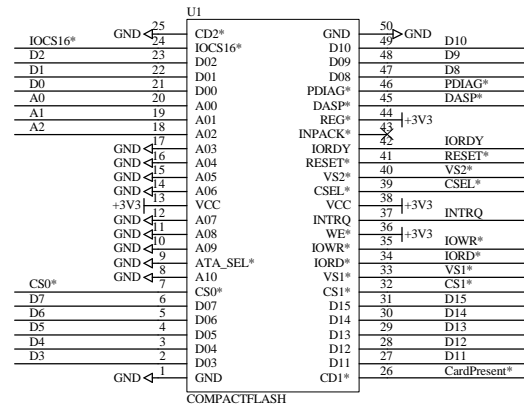 U1
GND 25 CD2* GND 50 GND
IOCS16* 24 IOCS16* D10 49 D10
D2 23 D02 D09 48 D9
D1 22 D01 D08 47 D8
D0 21 D00 PDIAG* 46 PDIAG*
A0 20 A00 DASP* 45 DASP*
A1 19 A01 REG* 44 +3V3
A2 18 A02 INPACK* 43
GND 17 A03 IORDY 42 IORDY
GND 16 A04 RESET* 41 RESET*
GND 15 A05 VS2* 40 VS2*
GND 14 A06 CSEL* 39 CSEL*
+3V3 13 VCC VCC 38 +3V3
GND 12 A07 INTRQ 37 INTRQ
GND 11 A08 WE* 36 +3V3
GND 10 A09 IOWR* 35 IOWR*
GND 9 ATA_SEL* IORD* 34 IORD*
GND 8 A10 VS1* 33 VS1*
CS0* 7 CS0* CS1* 32 CS1*
D7 6 D07 D15 31 D15
D6 5 D06 D14 30 D14
D5 4 D05 D13 29 D13
D4 3 D04 D12 28 D12
D3 2 D03 D11 27 D11
GND 1 GND CD1* 26 CardPresent*
COMPACTFLASH